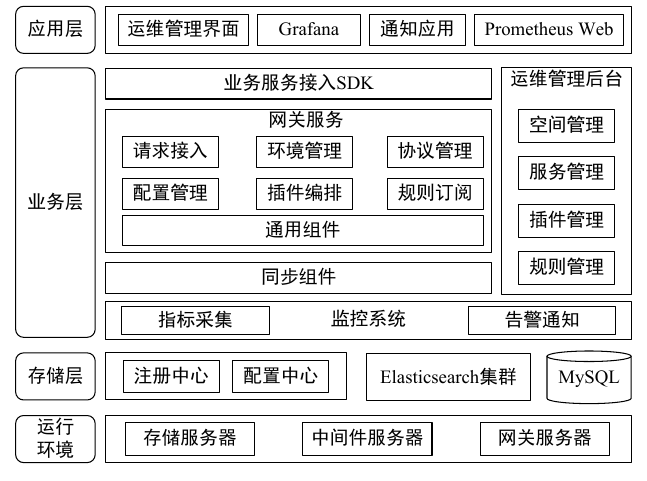 应用层
运维管理界面
Grafana
通知应用
Prometheus Web
业务层
业务服务接入SDK
网关服务
请求接入
环境管理
协议管理
配置管理
插件编排
规则订阅
通用组件
同步组件
运维管理后台
空间管理
服务管理
插件管理
规则管理
指标采集
监控系统
告警通知
存储层
注册中心
配置中心
Elasticsearch集群
MySQL
运行
环境
存储服务器
中间件服务器
网关服务器